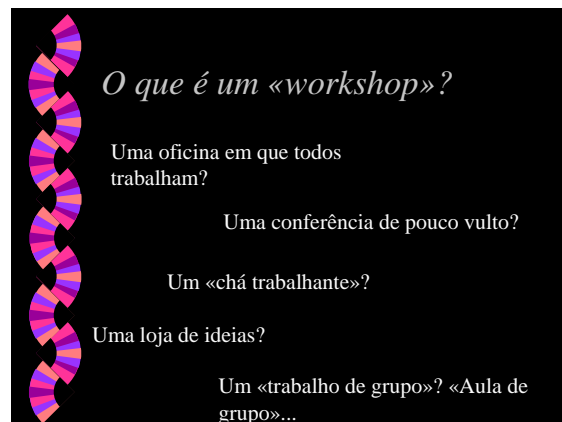 O que é um «workshop»?
Uma oficina em que todos
trabalham?
Uma conferência de pouco vulto?
Um «chá trabalhante»?
Uma loja de ideias?
Um «trabalho de grupo»? «Aula de
grupo»...